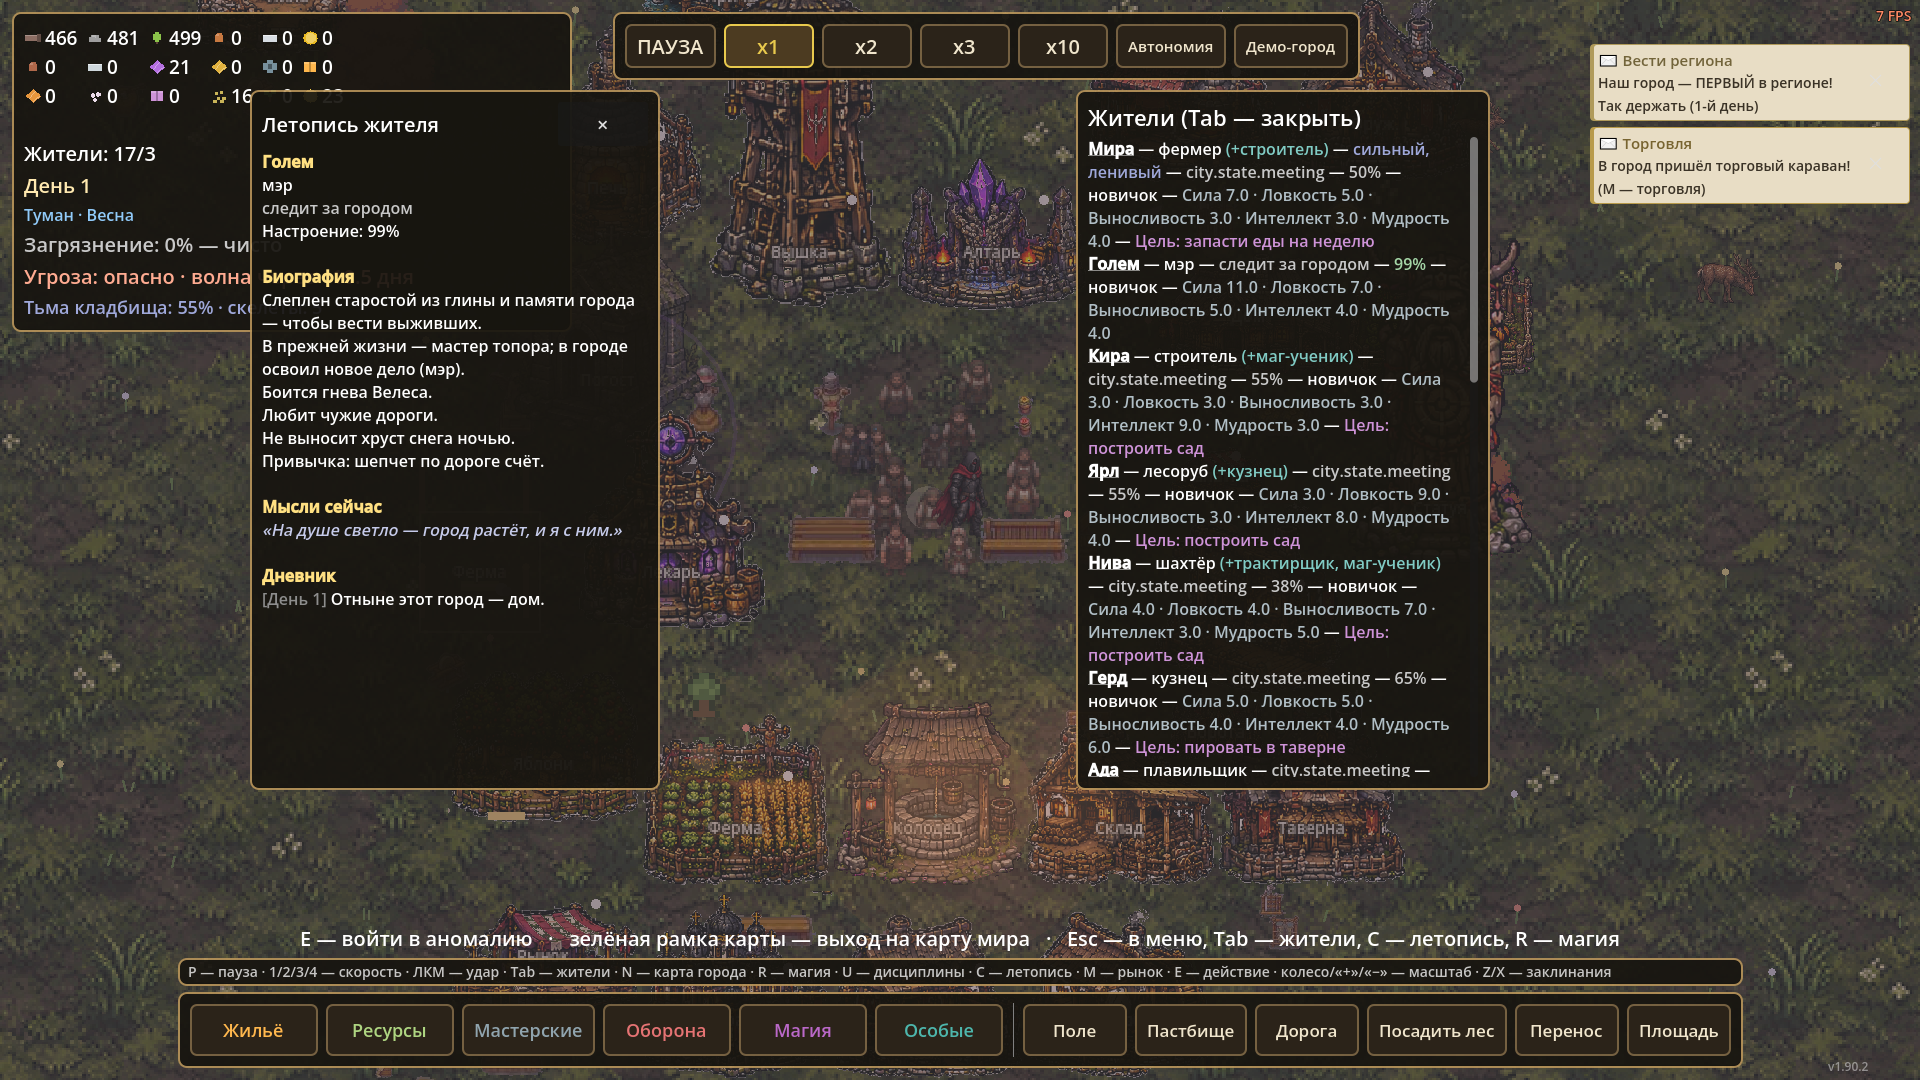 466 481 499 0 0 0
0 0 21 0 0 0
0 0 0 16 0 23
Жители: 17/3
День 1
Туман · Весна
Загрязнение: 0% — чисто
Угроза: опасно · волна
Тьма кладбища: 55%
ПАУЗА x1 x2 x3 x10 Автономия Демо-город
7 FPS
Вести региона
Наш город — ПЕРВЫЙ в регионе!
Так держать (1-й день)
Торговля
В город пришёл торговый караван!
(М — торговля)
Летопись жителя ×
Голем
мэр
следит за городом
Настроение: 99%
Биография
Слеплен старостой из глины и памяти города
— чтобы вести выживших.
В прежней жизни — мастер топора; в городе
освоил новое дело (мэр).
Боится гнева Велеса.
Любит чужие дороги.
Не выносит хруст снега ночью.
Привычка: шепчет по дороге счёт.
Мысли сейчас
«На душе светло — город растёт, и я с ним.»
Дневник
[День 1] Отныне этот город — дом.
Жители (Tab — закрыть)
Мира — фермер (+строитель) — сильный,
ленивый — city.state.meeting — 50% —
новичок — Сила 7.0 · Ловкость 5.0 ·
Выносливость 3.0 · Интеллект 3.0 · Мудрость
4.0 — Цель: запасти еды на неделю
Голем — мэр — следит за городом — 99% —
новичок — Сила 11.0 · Ловкость 7.0 ·
Выносливость 5.0 · Интеллект 4.0 · Мудрость
4.0
Кира — строитель (+маг-ученик) —
city.state.meeting — 55% — новичок — Сила
3.0 · Ловкость 3.0 · Выносливость 3.0 ·
Интеллект 9.0 · Мудрость 3.0 — Цель:
построить сад
Ярл — лесоруб (+кузнец) — city.state.meeting
— 55% — новичок — Сила 3.0 · Ловкость 9.0 ·
Выносливость 3.0 · Интеллект 8.0 · Мудрость
4.0 — Цель: построить сад
Нива — шахтёр (+трактирщик, маг-ученик)
— city.state.meeting — 38% — новичок —
Сила 4.0 · Ловкость 4.0 · Выносливость 7.0 ·
Интеллект 3.0 · Мудрость 5.0 — Цель:
построить сад
Герд — кузнец — city.state.meeting — 65% —
новичок — Сила 5.0 · Ловкость 5.0 ·
Выносливость 4.0 · Интеллект 4.0 · Мудрость
6.0 — Цель: пировать в таверне
Ада — плавильщик — city.state.meeting —
Вышка
Алтарь
Ферма
Пекарь
Яблони
Ферма
Колодец
Склад
Таверна
Рынок
E — войти в аномалию · зелёная рамка карты — выход на карту мира · Esc — в меню, Tab — жители, C — летопись, R — магия
P — пауза · 1/2/3/4 — скорость · ЛКМ — удар · Tab — жители · N — карта города · R — магия · U — дисциплины · C — летопись · M — рынок · E — действие · колесо/«+»/«−» — масштаб · Z/X — заклинания
Жильё Ресурсы Мастерские Оборона Магия Особые Поле Пастбище Дорога Посадить лес Перенос Площадь
v1.90.2